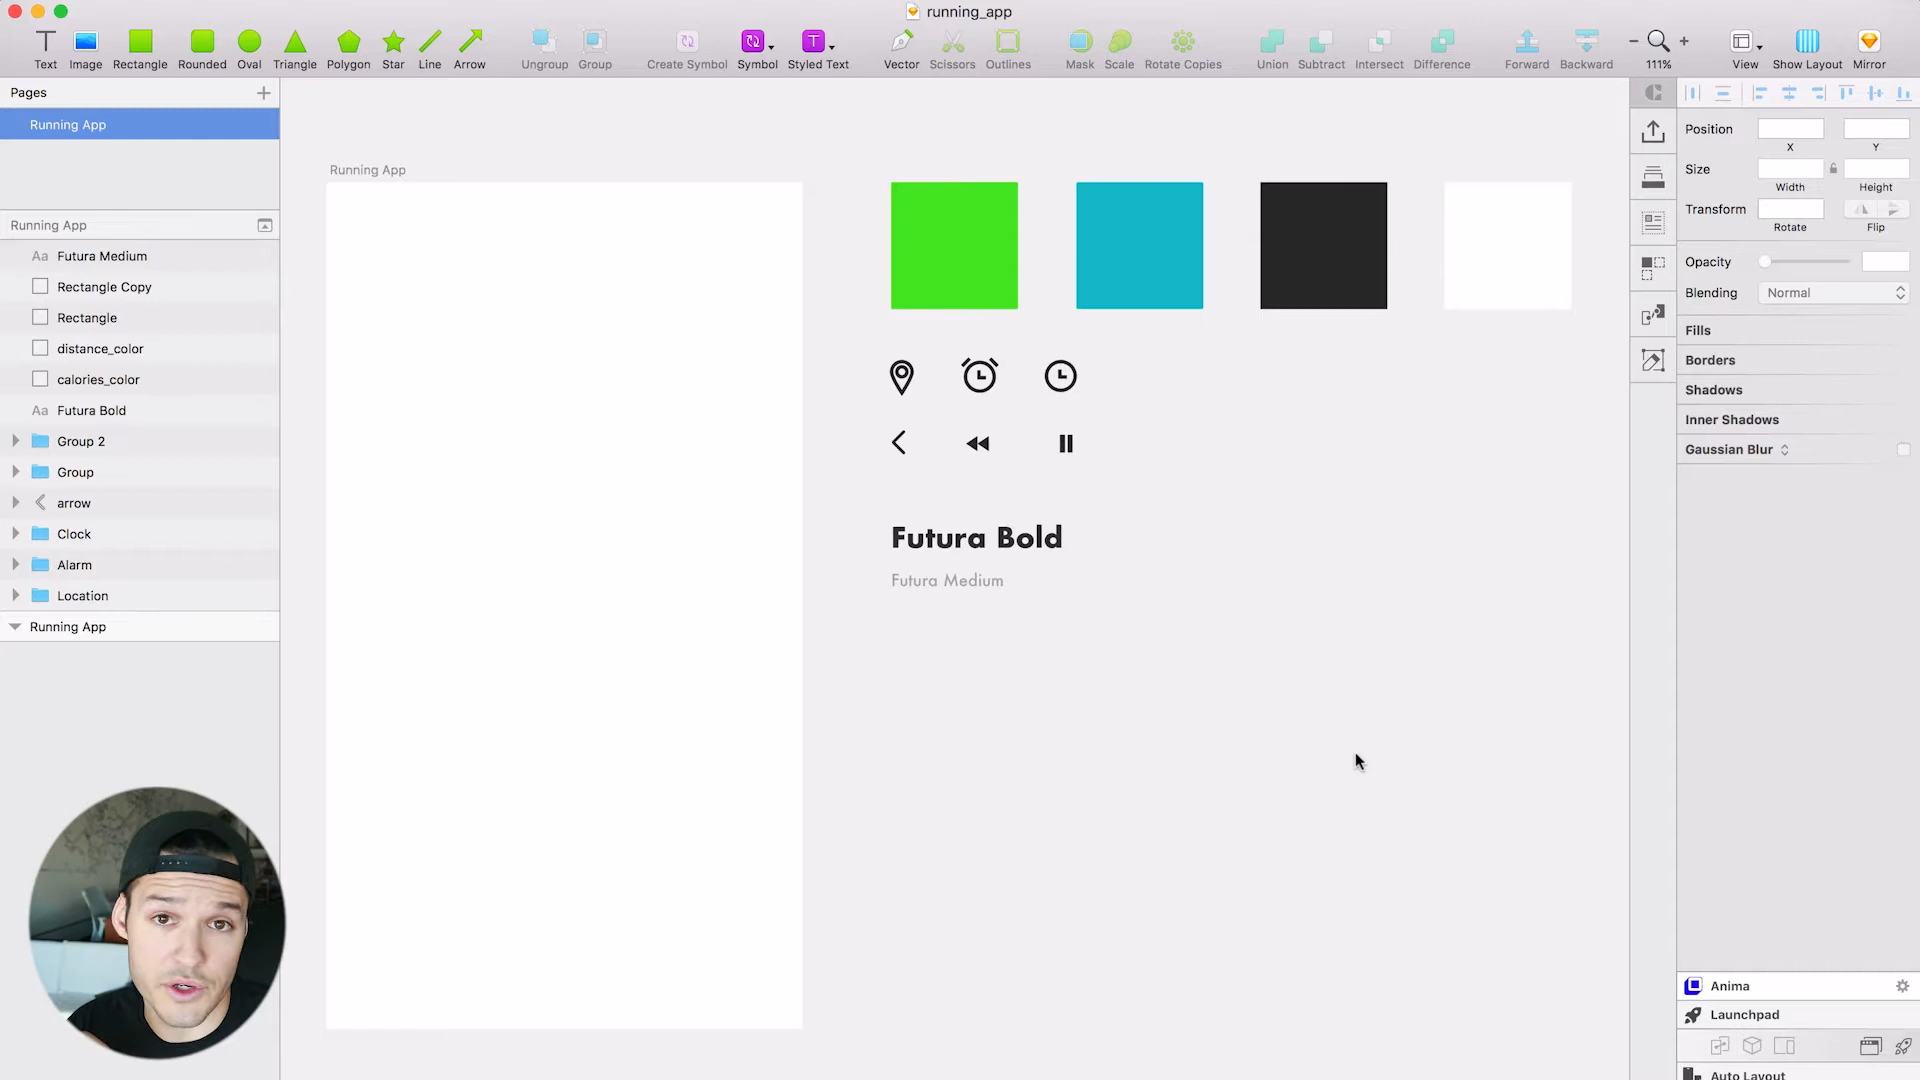 running_app
Text Image Rectangle Rounded Oval Triangle Polygon Star Line Arrow Ungroup Group Create Symbol Symbol Styled Text Vector Scissors Outlines Mask Scale Rotate Copies Union Subtract Intersect Difference Forward Backward 111% View Show Layout Mirror
Pages
Running App
Running App
Aa Futura Medium
Rectangle Copy
Rectangle
distance_color
calories_color
Aa Futura Bold
Group 2
Group
arrow
Clock
Alarm
Location
Running App
Running App
Futura Bold
Futura Medium
Position
X Y
Size
Width Height
Transform
Rotate Flip
Opacity
Blending Normal
Fills
Borders
Shadows
Inner Shadows
Gaussian Blur
Anima
Launchpad
Auto Layout